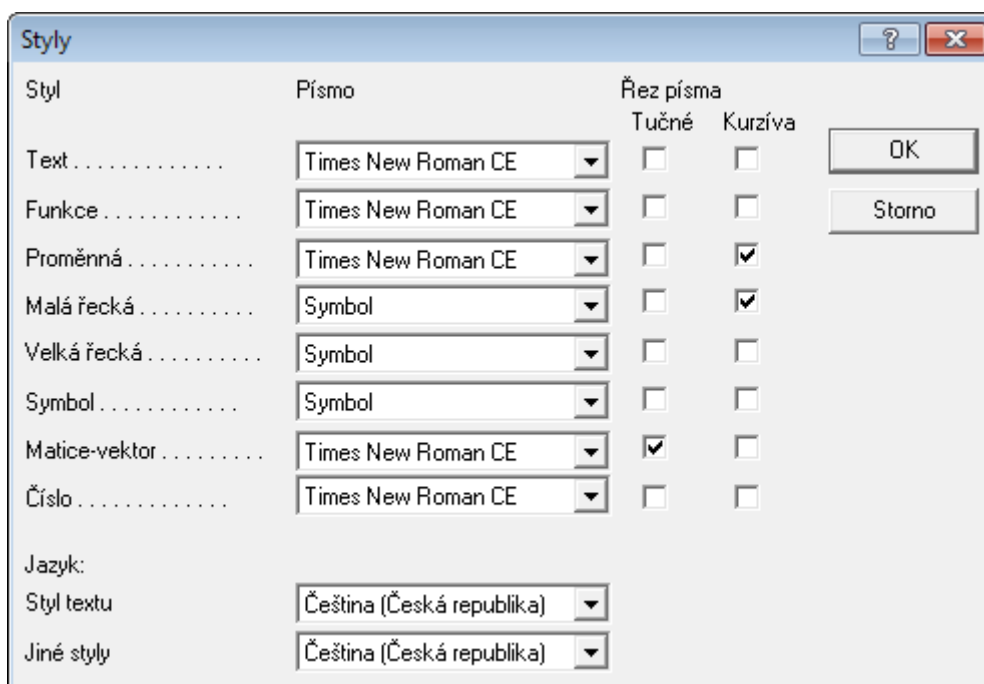 Styly
Styl Písmo Řez písma
Tučné Kurzíva
Text . . . . . . . . . . . . . Times New Roman CE OK
Funkce . . . . . . . . . . . . Times New Roman CE Storno
Proměnná . . . . . . . . . . . Times New Roman CE
Malá řecká . . . . . . . . . . Symbol
Velká řecká . . . . . . . . . . Symbol
Symbol . . . . . . . . . . . . Symbol
Matice-vektor . . . . . . . . . Times New Roman CE
Číslo . . . . . . . . . . . . . Times New Roman CE
Jazyk:
Styl textu Čeština (Česká republika)
Jiné styly Čeština (Česká republika)